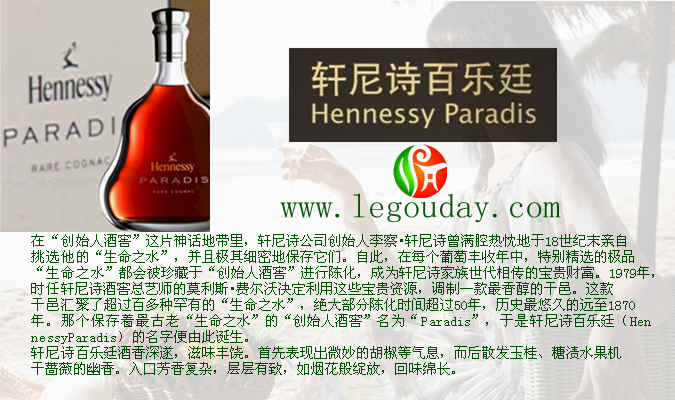 Hennessy
PARADI
RARE COGNAC
Hennessy
PARADIS
RARE COGNAC
轩尼诗百乐廷
Hennessy Paradis
www.legouday.com
在“创始人酒窖”这片神话地带里，轩尼诗公司创始人李察·轩尼诗曾满腔热忱地于18世纪末亲自
挑选他的“生命之水”，并且极其细密地保存它们。自此，在每个葡萄丰收年中，特别精选的极品
“生命之水”都会被珍藏于“创始人酒窖”进行陈化，成为轩尼诗家族世代相传的宝贵财富。1979年，
时任轩尼诗酒窖总艺师的莫利斯·费尔沃决定利用这些宝贵资源，调制一款最香醇的干邑。这款
干邑汇聚了超过百多种罕有的“生命之水”，绝大部分陈化时间超过50年，历史最悠久的远至1870
年。那个保存着最古老“生命之水”的“创始人酒窖”名为“Paradis”，于是轩尼诗百乐廷（Hen
nessyParadis）的名字便由此诞生。
轩尼诗百乐廷酒香深邃，滋味丰饶。首先表现出微妙的胡椒等气息，而后散发玉桂、糖渍水果机
干蔷薇的幽香。入口芳香复杂，层层有致，如烟花般绽放，回味绵长。